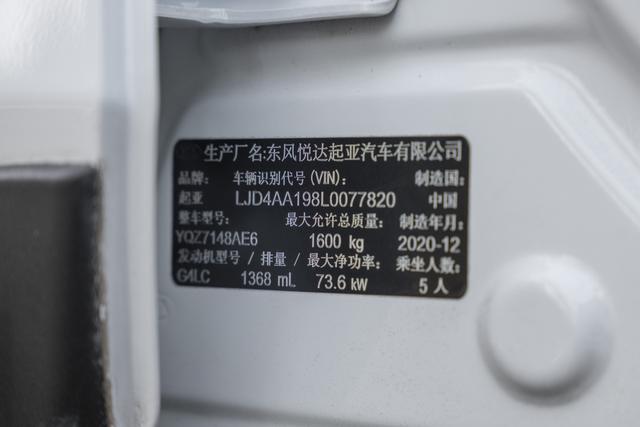 生产厂名:东风悦达起亚汽车有限公司
品牌: 车辆识别代号(VIN): 制造国:
起亚 LJD4AA198L0077820 中国
整车型号: 最大允许总质量: 制造年月:
YQZ7148AE6 1600 kg 2020-12
发动机型号 / 排量 / 最大净功率: 乘坐人数:
G4LC 1368 mL 73.6 kW 5 人